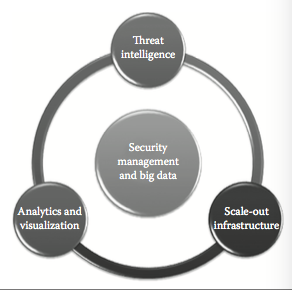 Threat
intelligence
Security
management
and big data
Analytics and
visualization
Scale-out
infrastructure